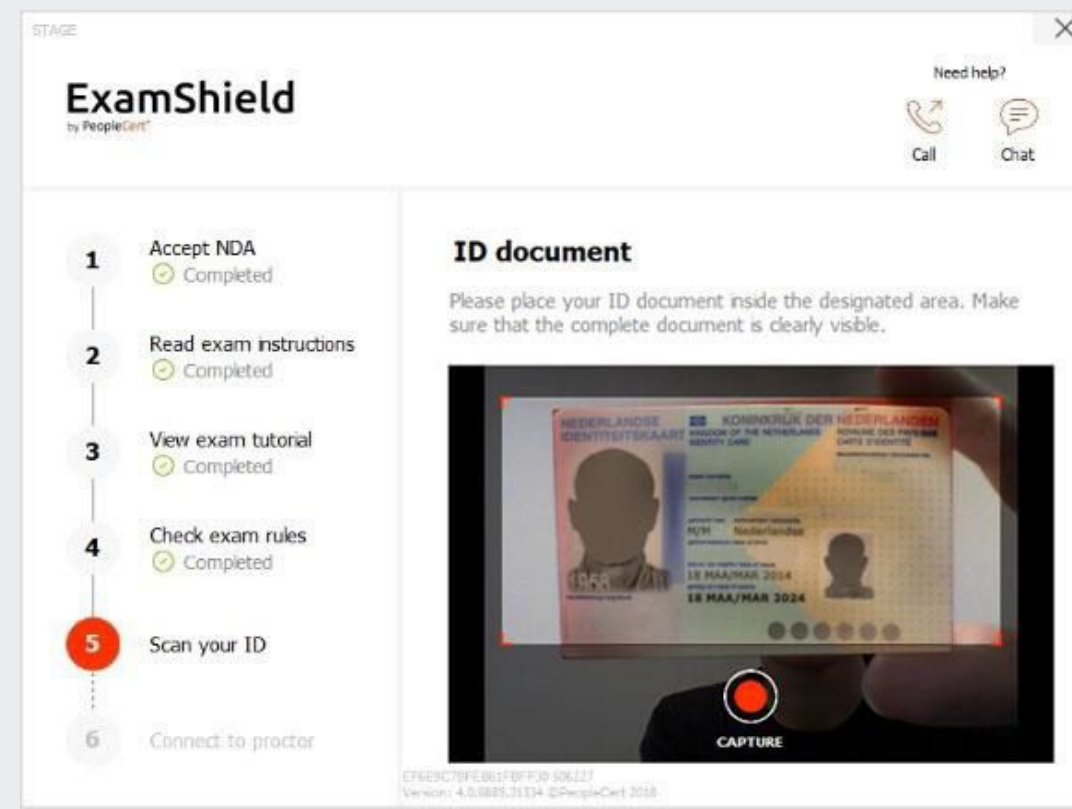 STAGE
ExamShield
by PeopleCert
Need help?
Call
Chat
1
Accept NDA
Completed
2
Read exam instructions
Completed
3
View exam tutorial
Completed
4
Check exam rules
Completed
5
Scan your ID
6
Connect to proctor
ID document
Please place your ID document inside the designated area. Make
sure that the complete document is clearly visible.
NEDERLANDSE
IDENTITEITSKAART
KONINKRIJK DER NEDERLANDEN
KINGDOM OF THE NETHERLANDS
IDENTITY CARD
ROYAUME DES PAYS-BAS
CARTE D'IDENTITÉ
M/M Nederlandse
18 MAA/MAR 2014
18 MAA/MAR 2024
CAPTURE
©PeopleCert 2018